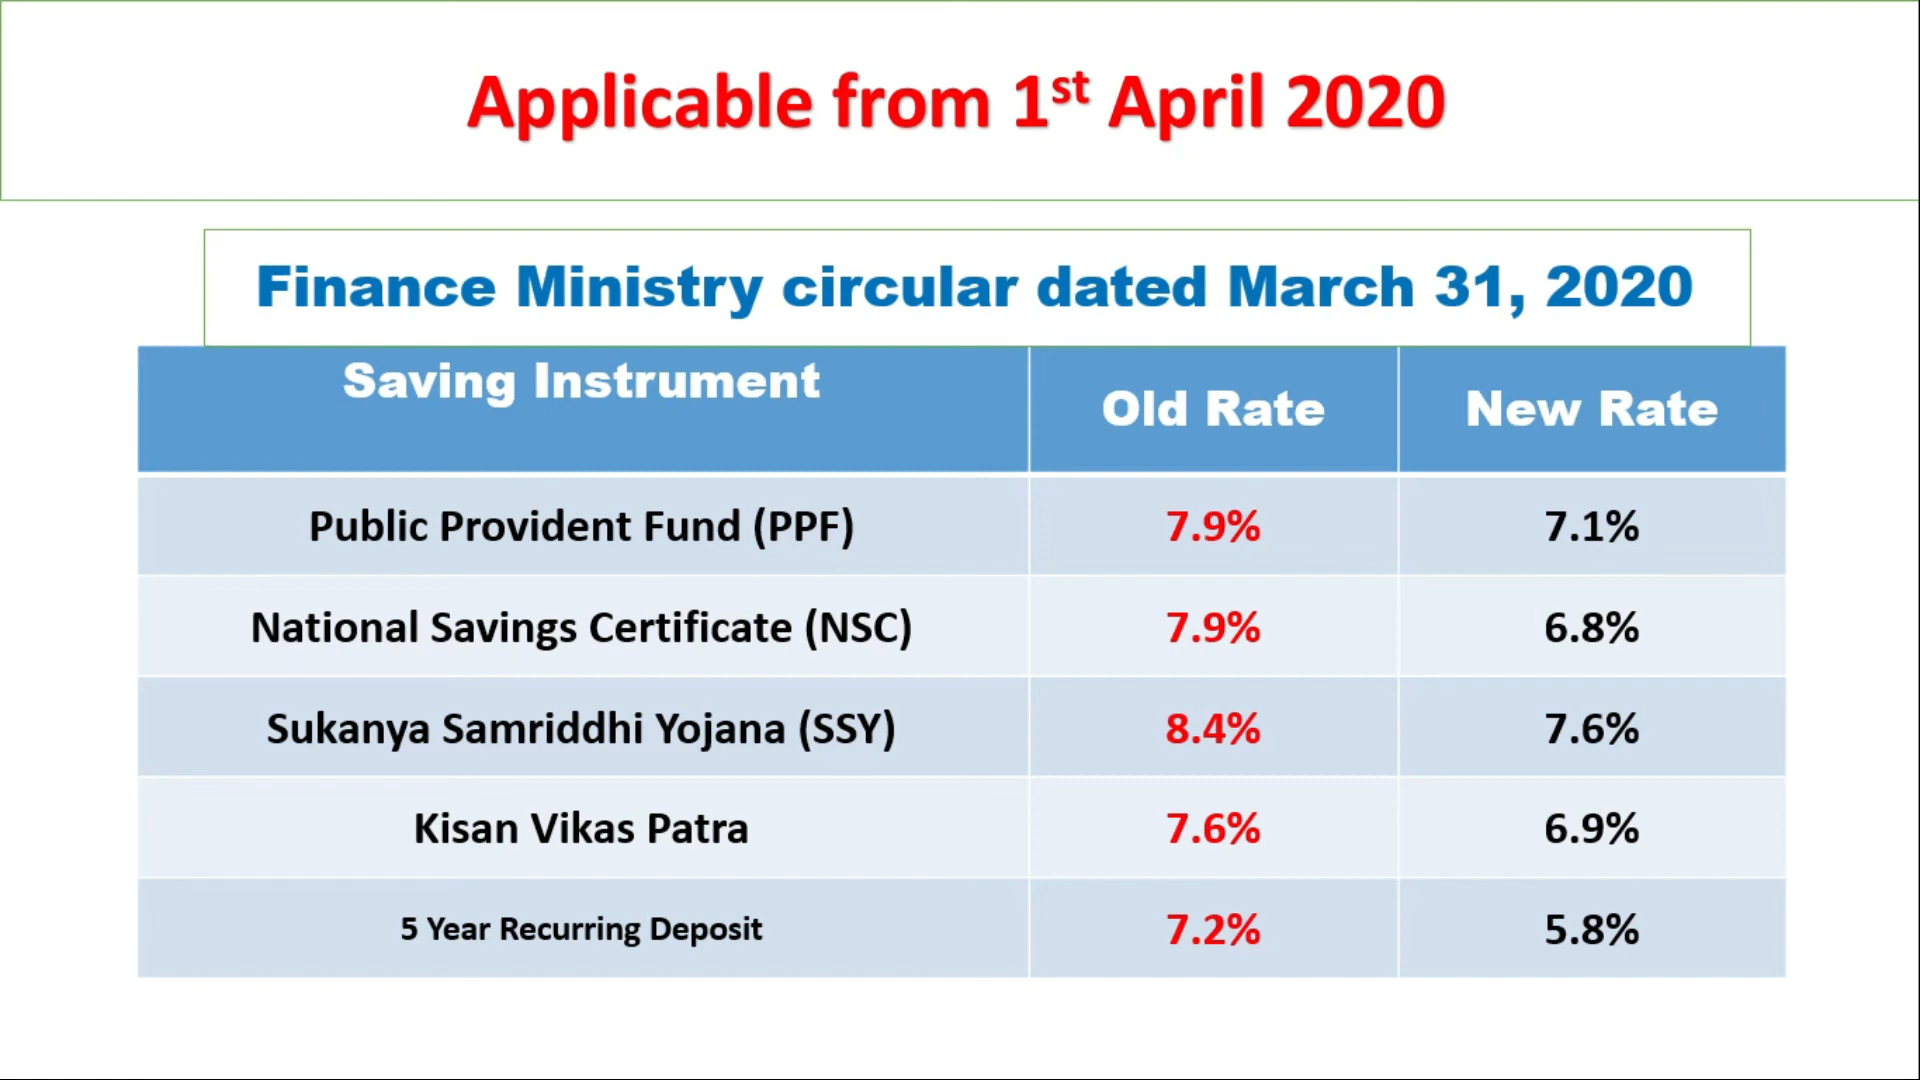 Applicable from 1st April 2020
Finance Ministry circular dated March 31, 2020
Saving Instrument Old Rate New Rate
Public Provident Fund (PPF) 7.9% 7.1%
National Savings Certificate (NSC) 7.9% 6.8%
Sukanya Samriddhi Yojana (SSY) 8.4% 7.6%
Kisan Vikas Patra 7.6% 6.9%
5 Year Recurring Deposit 7.2% 5.8%